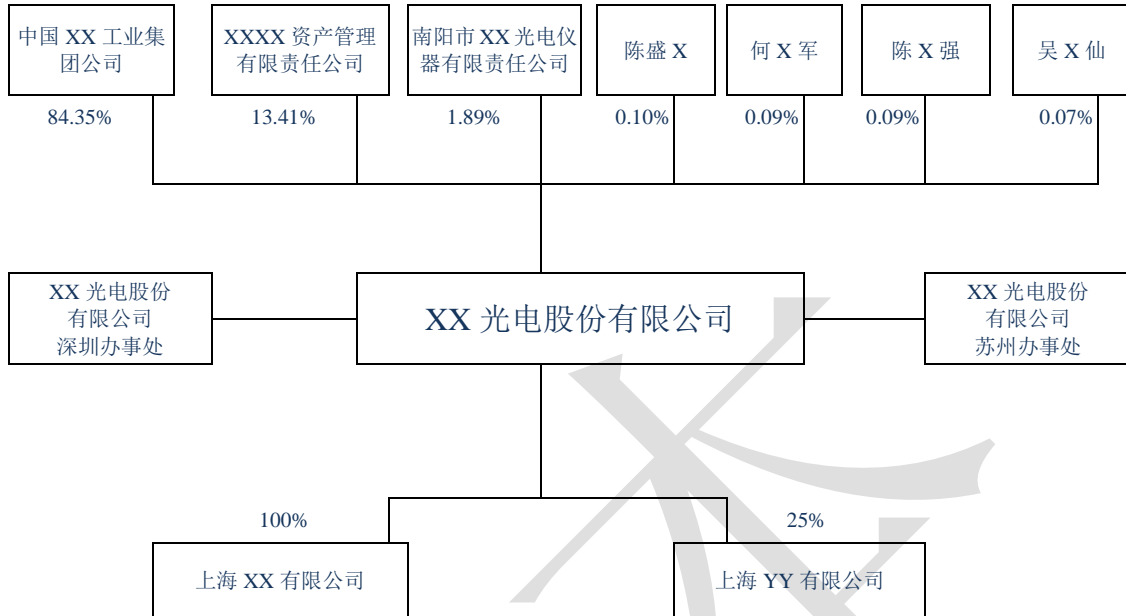 中国 XX 工业集
团公司
XXXX 资产管理
有限责任公司
南阳市 XX 光电仪
器有限责任公司
陈盛 X
何 X 军
陈 X 强
吴 X 仙
84.35%
13.41%
1.89%
0.10%
0.09%
0.09%
0.07%
XX 光电股份
有限公司
深圳办事处
XX 光电股份有限公司
XX 光电股份
有限公司
苏州办事处
100%
25%
上海 XX 有限公司
上海 YY 有限公司